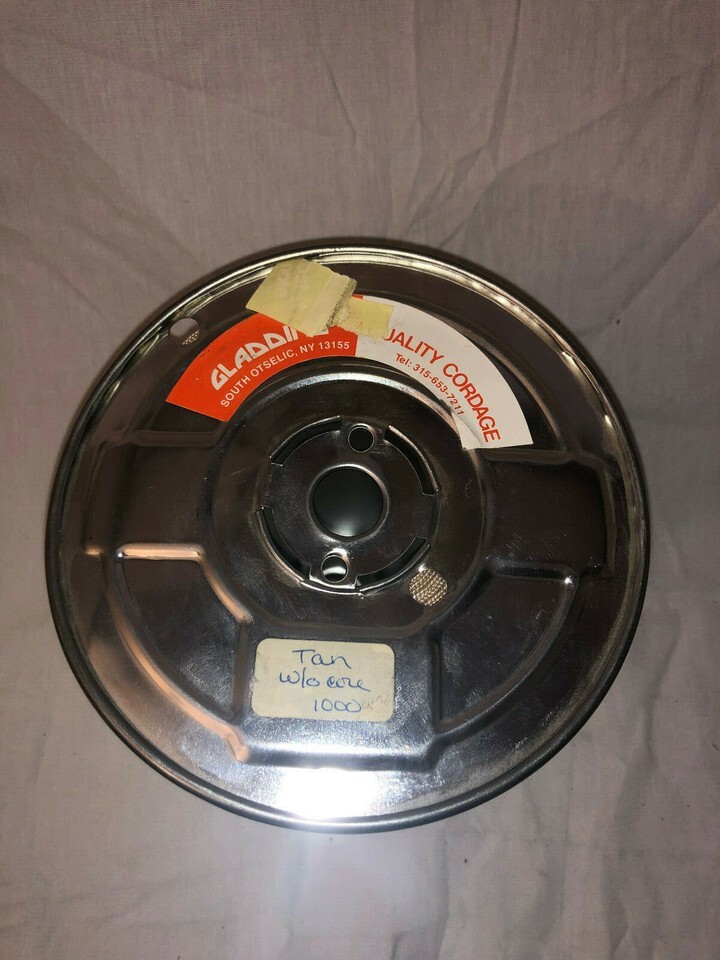 GLADDIN
SOUTH OTSELIC, NY 13155
UALITY CORDAGE
Tel: 315-653-7211
Tan
w/o core
1000